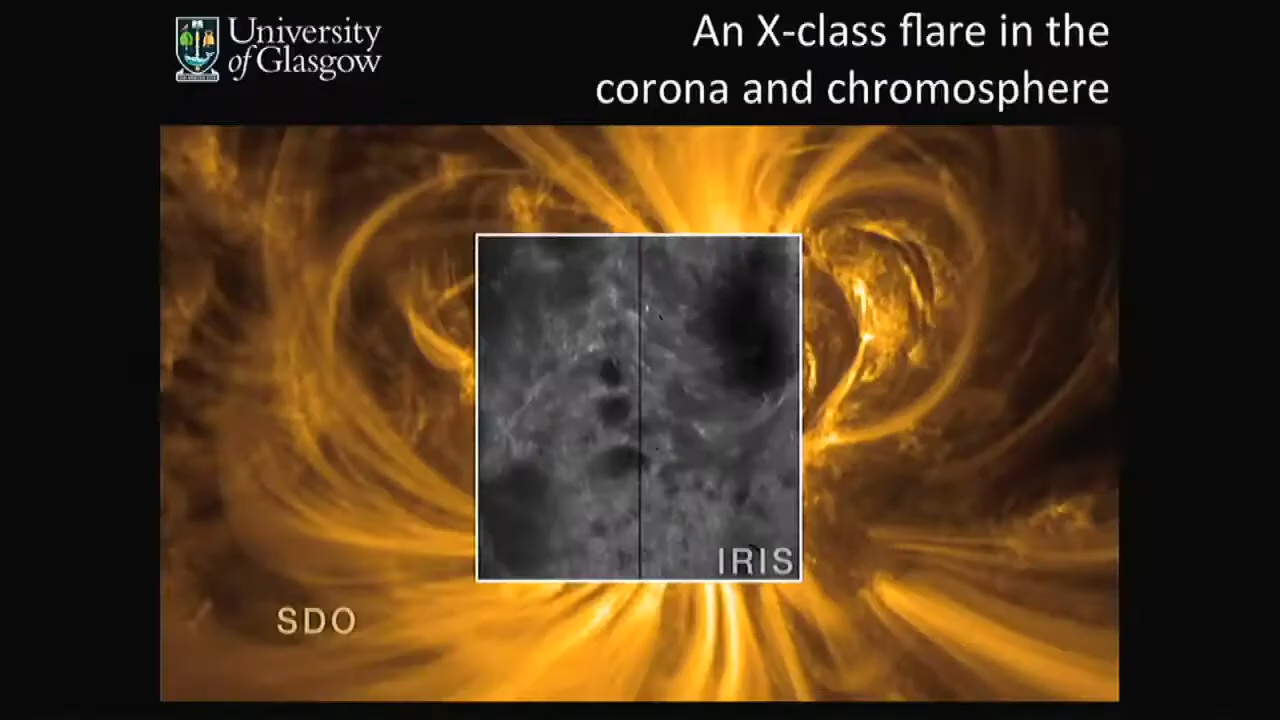 University
of Glasgow
An X-class flare in the
corona and chromosphere
IRIS
SDO